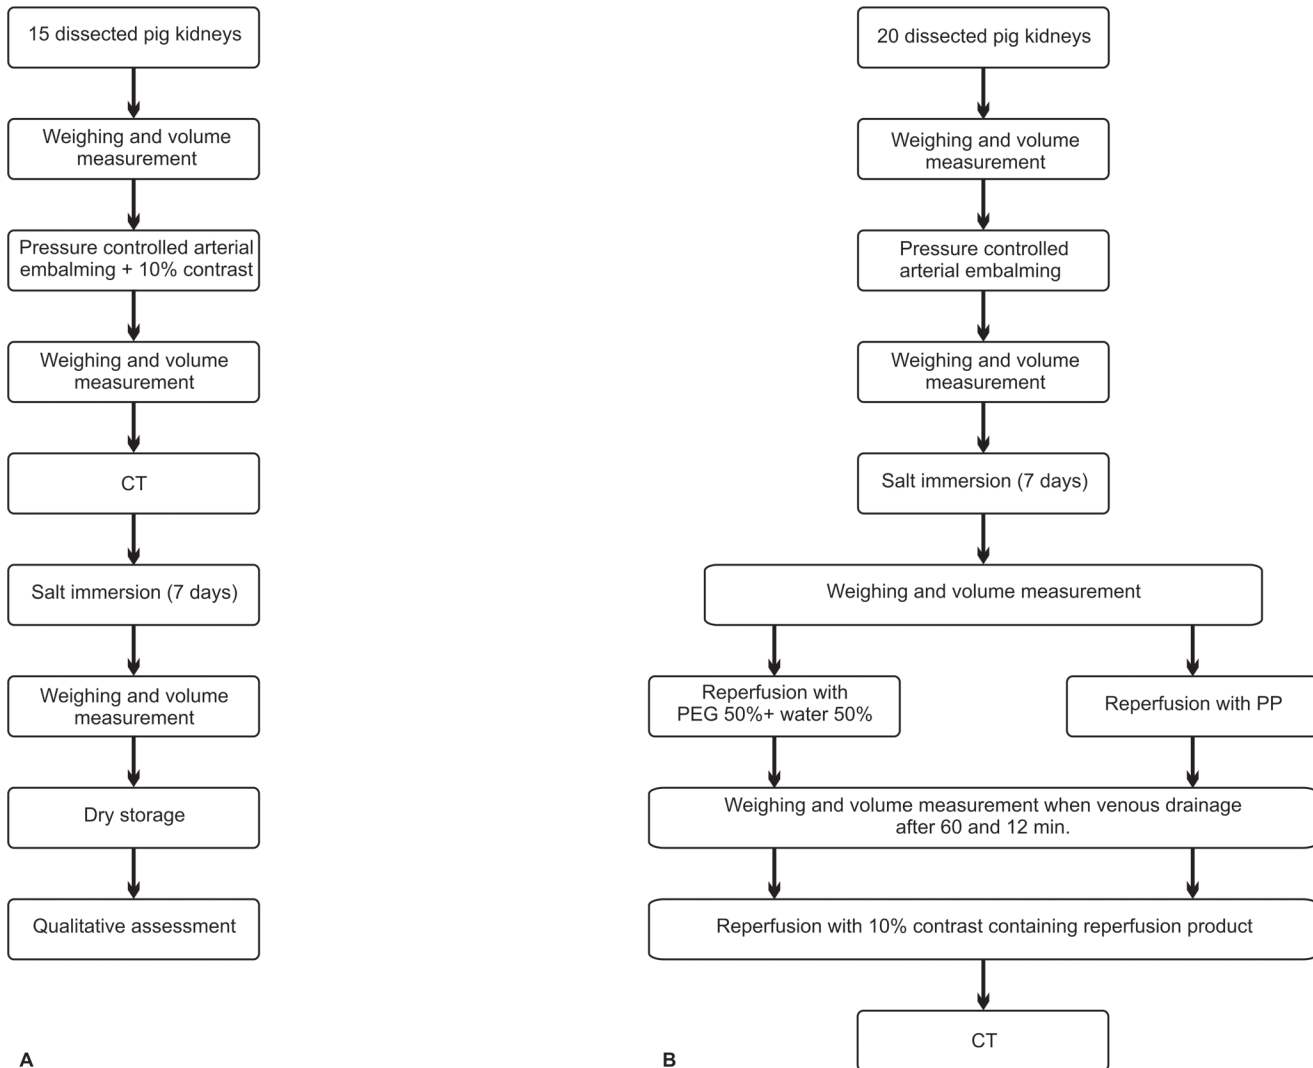 15 dissected pig kidneys
Weighing and volume
measurement
Pressure controlled arterial
embalming + 10% contrast
Weighing and volume
measurement
CT
Salt immersion (7 days)
Weighing and volume
measurement
Dry storage
Qualitative assessment
A
20 dissected pig kidneys
Weighing and volume
measurement
Pressure controlled
arterial embalming
Weighing and volume
measurement
Salt immersion (7 days)
Weighing and volume measurement
Reperfusion with
PEG 50%+ water 50%
Reperfusion with PP
Weighing and volume measurement when venous drainage
after 60 and 12 min.
Reperfusion with 10% contrast containing reperfusion product
CT
B